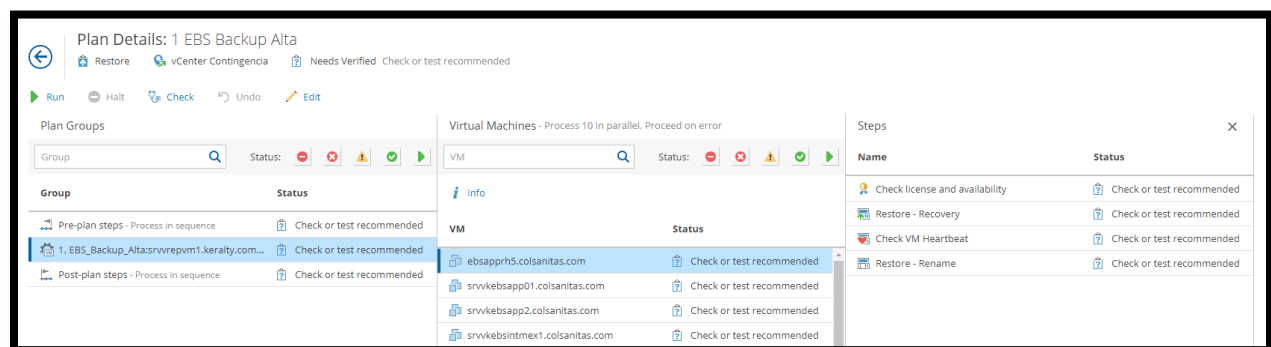 Plan Details: 1 EBS Backup Alta
Restore vCenter Contingencia Needs Verified Check or test recommended
Run Halt Check Undo Edit
Plan Groups
Group Status:
Group Status
Pre-plan steps - Process in sequence Check or test recommended
1. EBS_Backup_Alta:srvvrepvm1.keralty.com... Check or test recommended
Post-plan steps - Process in sequence Check or test recommended
Virtual Machines - Process 10 in parallel, Proceed on error
VM Status:
Info
VM Status
ebsapprh5.colsanitas.com Check or test recommended
srvvkebsapp01.colsanitas.com Check or test recommended
srvvkebsapp2.colsanitas.com Check or test recommended
srvvkebsintmex1.colsanitas.com Check or test recommended
Steps
Name Status
Check license and availability Check or test recommended
Restore - Recovery Check or test recommended
Check VM Heartbeat Check or test recommended
Restore - Rename Check or test recommended